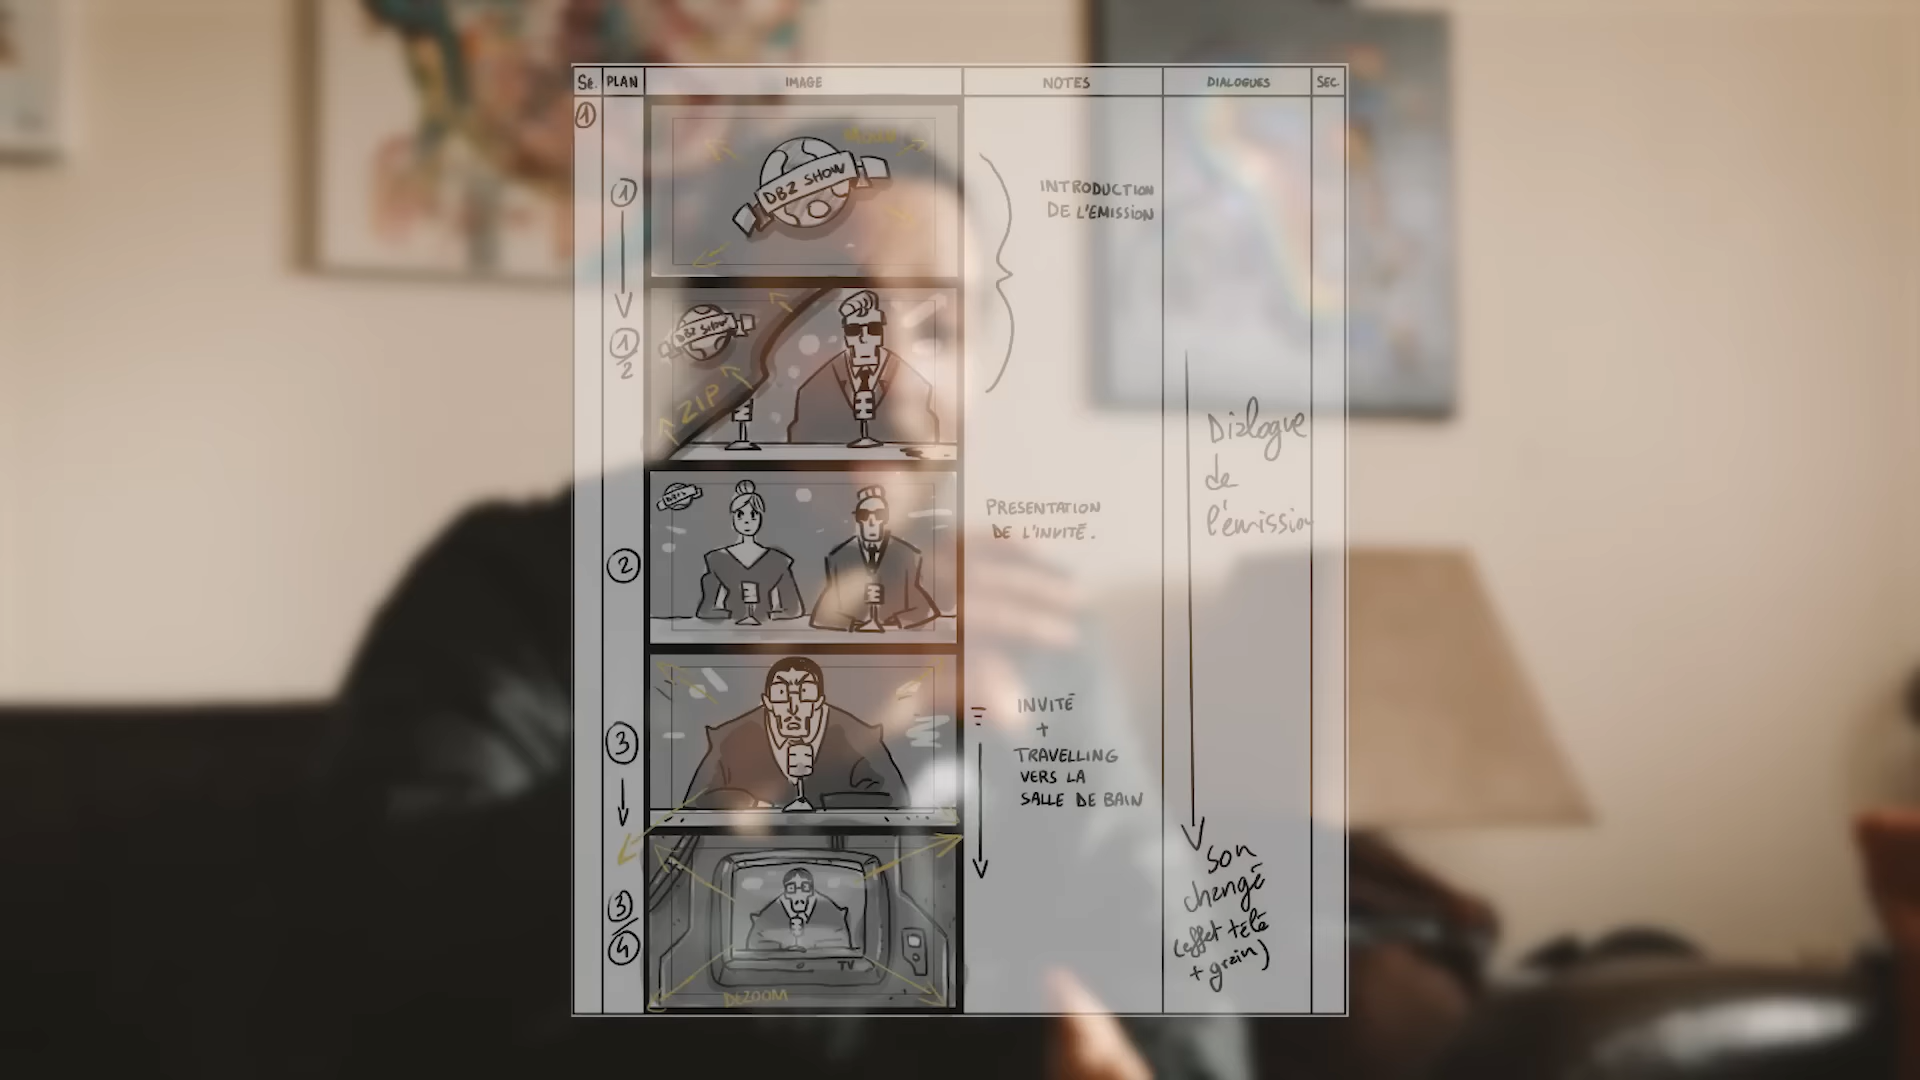 SE.
PLAN
IMAGE
NOTES
DIALOGUES
SEC.
1
1
DBZ SHOW
INTRODUCTION
DE L'EMISSION
1
2
DBZ SHOW
ZIP
Dialogue
de
l'émission
2
PRESENTATION
DE L'INVITÉ.
3
INVITÉ
+
TRAVELLING
VERS LA
SALLE DE BAIN
3
4
TV
DEZOOM
Son
changé
(effet télé
+ grain)